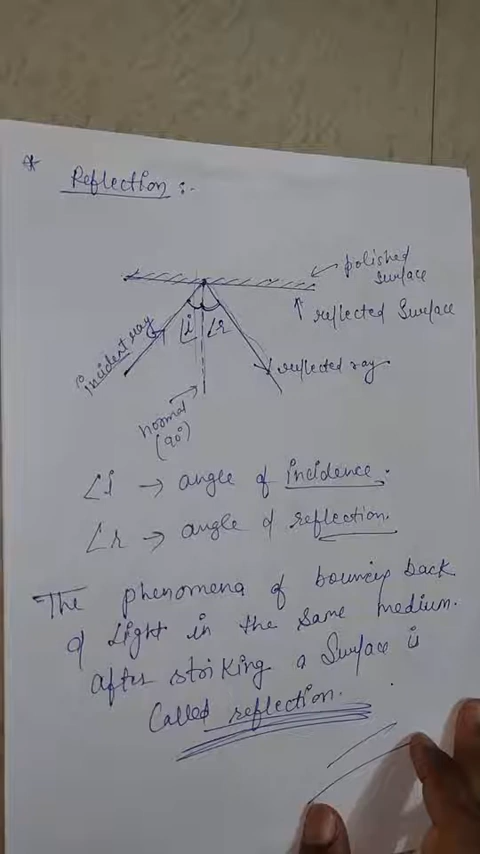 * Reflection :-
polished
surface
reflected Surface
incident ray
∠i
∠r
reflected ray
normal
(90°)
∠i → angle of incidence.
∠r → angle of reflection.
The phenomena of bouncing back
of Light in the same medium.
after striking a Surface is
Called reflection.